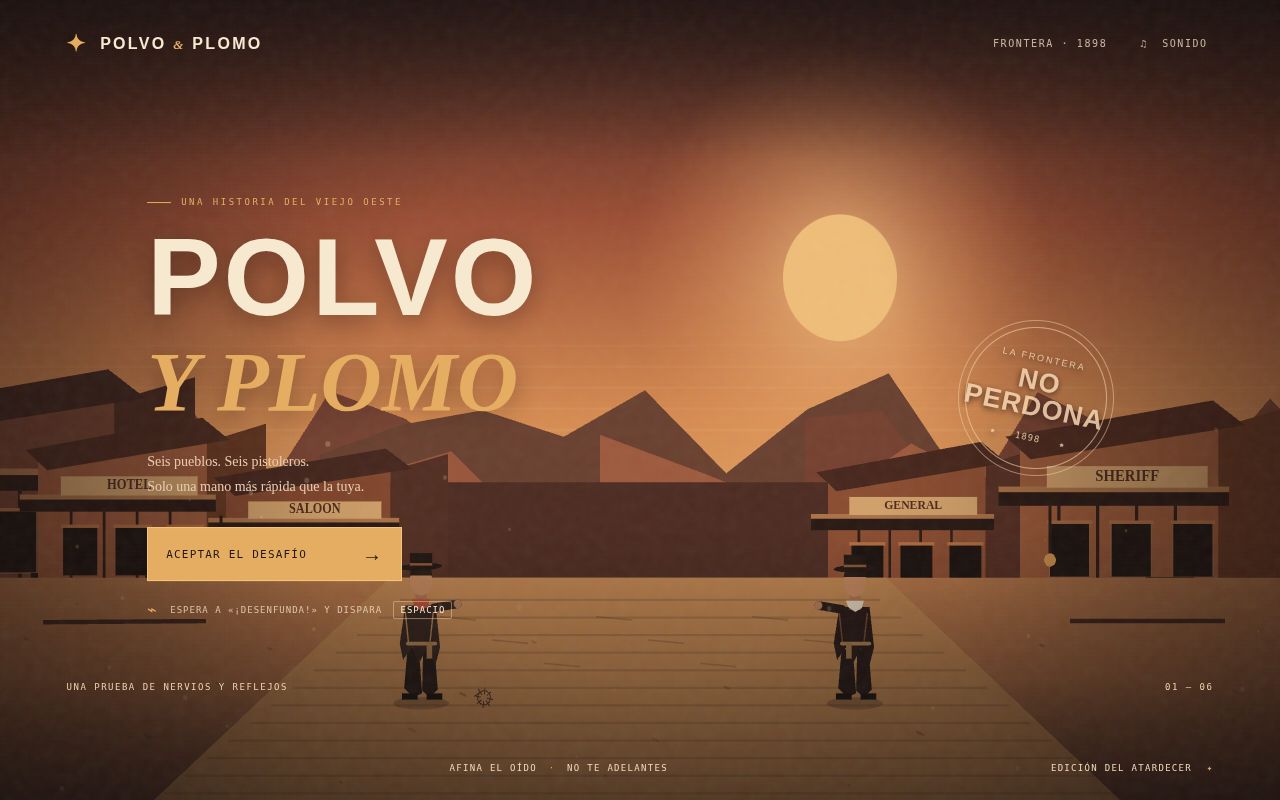 ✦ POLVO & PLOMO
FRONTERA · 1898
♫ SONIDO
UNA HISTORIA DEL VIEJO OESTE
POLVO
Y PLOMO
LA FRONTERA
NO
PERDONA
★ 1898 ★
Seis pueblos. Seis pistoleros.
Solo una mano más rápida que la tuya.
HOTEL
SALOON
GENERAL
SHERIFF
ACEPTAR EL DESAFÍO →
⌁ ESPERA A «¡DESENFUNDA!» Y DISPARA ESPACIO
UNA PRUEBA DE NERVIOS Y REFLEJOS
01 — 06
AFINA EL OÍDO · NO TE ADELANTES
EDICIÓN DEL ATARDECER ✦